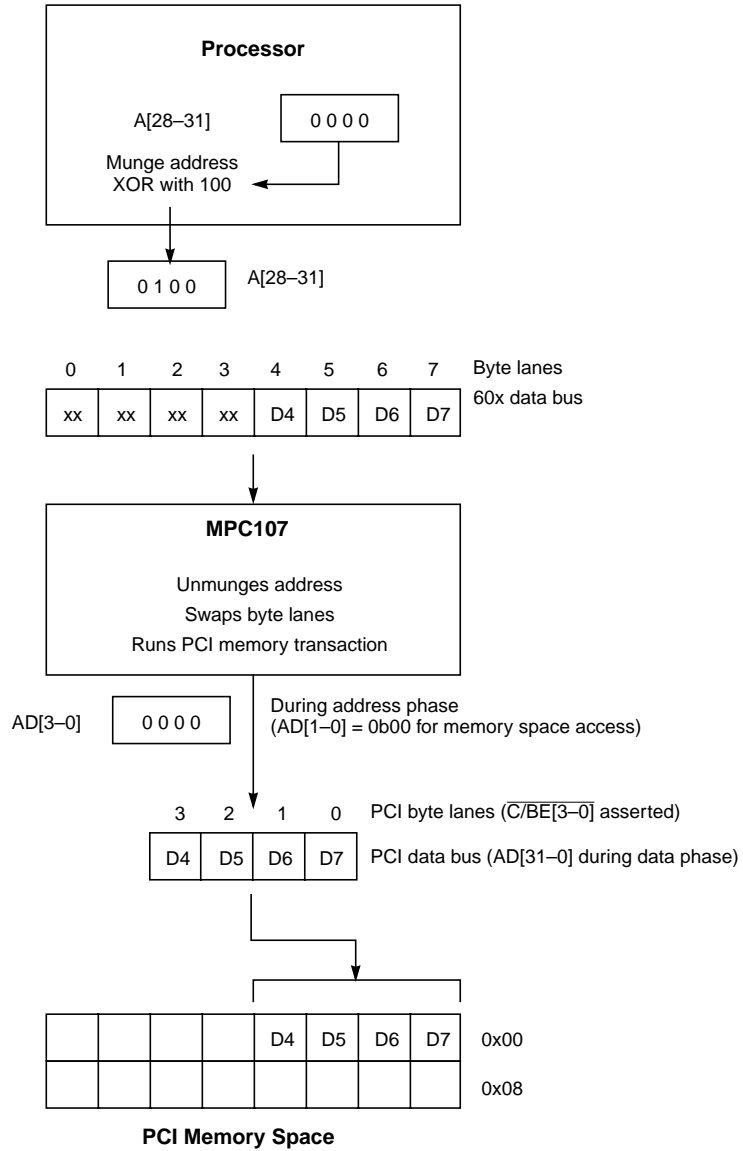 Processor
A[28–31] 0 0 0 0
Munge address
XOR with 100
0 1 0 0 A[28–31]
0 1 2 3 4 5 6 7 Byte lanes
xx xx xx xx D4 D5 D6 D7 60x data bus
MPC107
Unmunges address
Swaps byte lanes
Runs PCI memory transaction
AD[3–0] 0 0 0 0 During address phase
(AD[1–0] = 0b00 for memory space access)
3 2 1 0 PCI byte lanes (C/BE[3–0] asserted)
D4 D5 D6 D7 PCI data bus (AD[31–0] during data phase)
D4 D5 D6 D7 0x00
0x08
PCI Memory Space